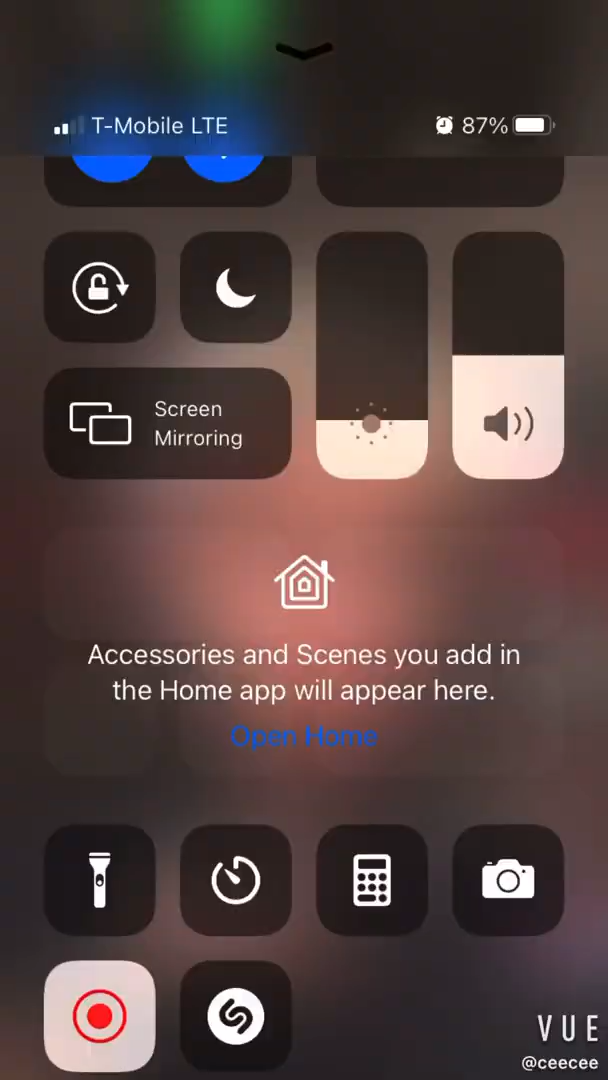 T-Mobile LTE
87%
Screen
Mirroring
Accessories and Scenes you add in
the Home app will appear here.
Open Home
VUE
@ceecee